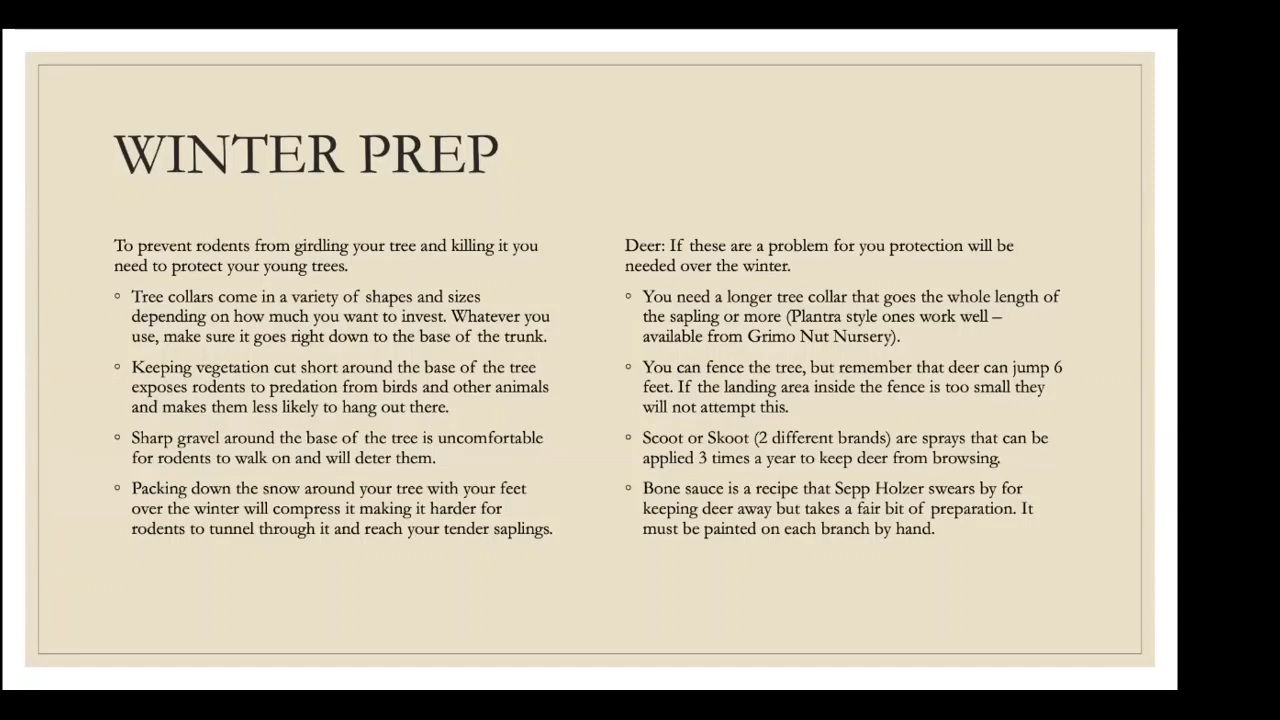 WINTER PREP
To prevent rodents from girdling your tree and killing it you
need to protect your young trees.
◦ Tree collars come in a variety of shapes and sizes
depending on how much you want to invest. Whatever you
use, make sure it goes right down to the base of the trunk.
◦ Keeping vegetation cut short around the base of the tree
exposes rodents to predation from birds and other animals
and makes them less likely to hang out there.
◦ Sharp gravel around the base of the tree is uncomfortable
for rodents to walk on and will deter them.
◦ Packing down the snow around your tree with your feet
over the winter will compress it making it harder for
rodents to tunnel through it and reach your tender saplings.
Deer: If these are a problem for you protection will be
needed over the winter.
◦ You need a longer tree collar that goes the whole length of
the sapling or more (Plantra style ones work well –
available from Grimo Nut Nursery).
◦ You can fence the tree, but remember that deer can jump 6
feet. If the landing area inside the fence is too small they
will not attempt this.
◦ Scoot or Skoot (2 different brands) are sprays that can be
applied 3 times a year to keep deer from browsing.
◦ Bone sauce is a recipe that Sepp Holzer swears by for
keeping deer away but takes a fair bit of preparation. It
must be painted on each branch by hand.